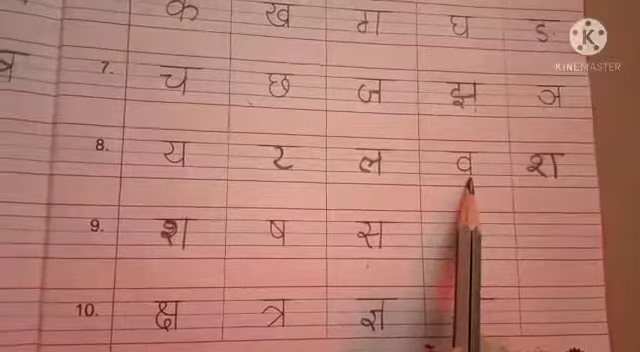 क ख ग घ ङ
7. च छ ज झ ञ
8. य र ल व श
9. श ष स
10. क्ष त्र ज्ञ
KINEMASTER